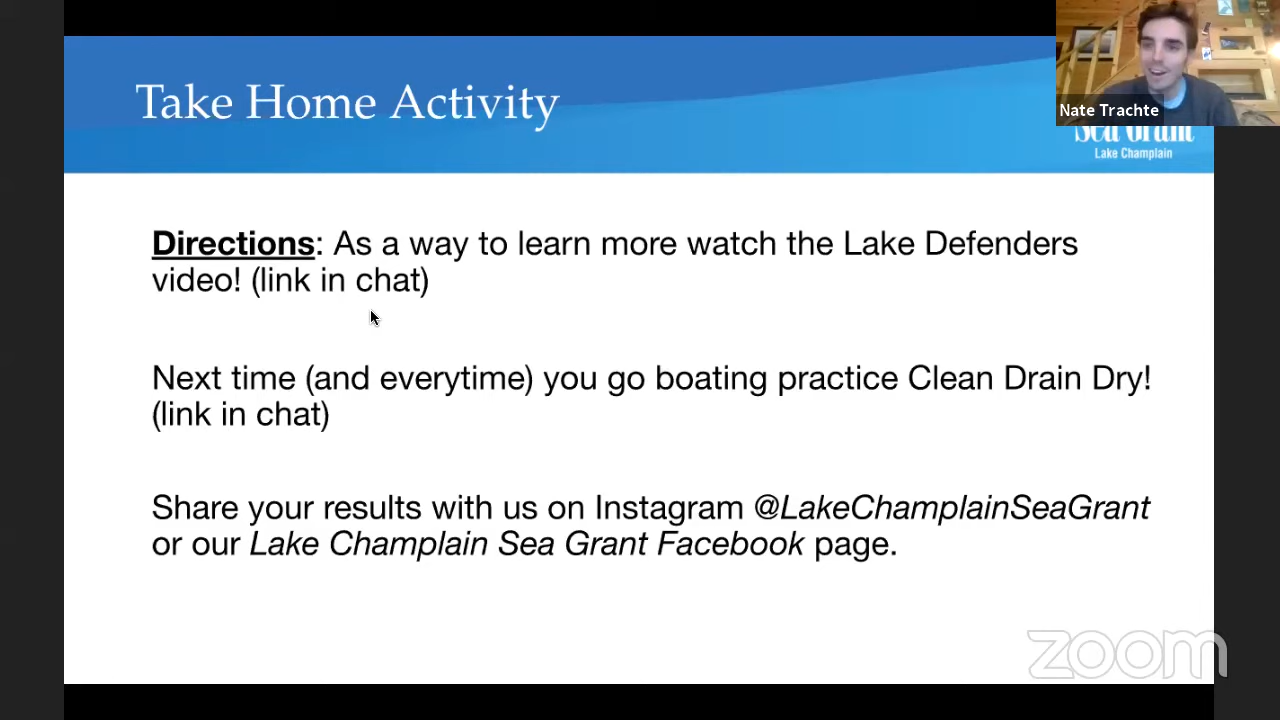 Take Home Activity
Nate Trachte
Sea Grant
Lake Champlain
Directions: As a way to learn more watch the Lake Defenders
video! (link in chat)
Next time (and everytime) you go boating practice Clean Drain Dry!
(link in chat)
Share your results with us on Instagram @LakeChamplainSeaGrant
or our Lake Champlain Sea Grant Facebook page.
zoom